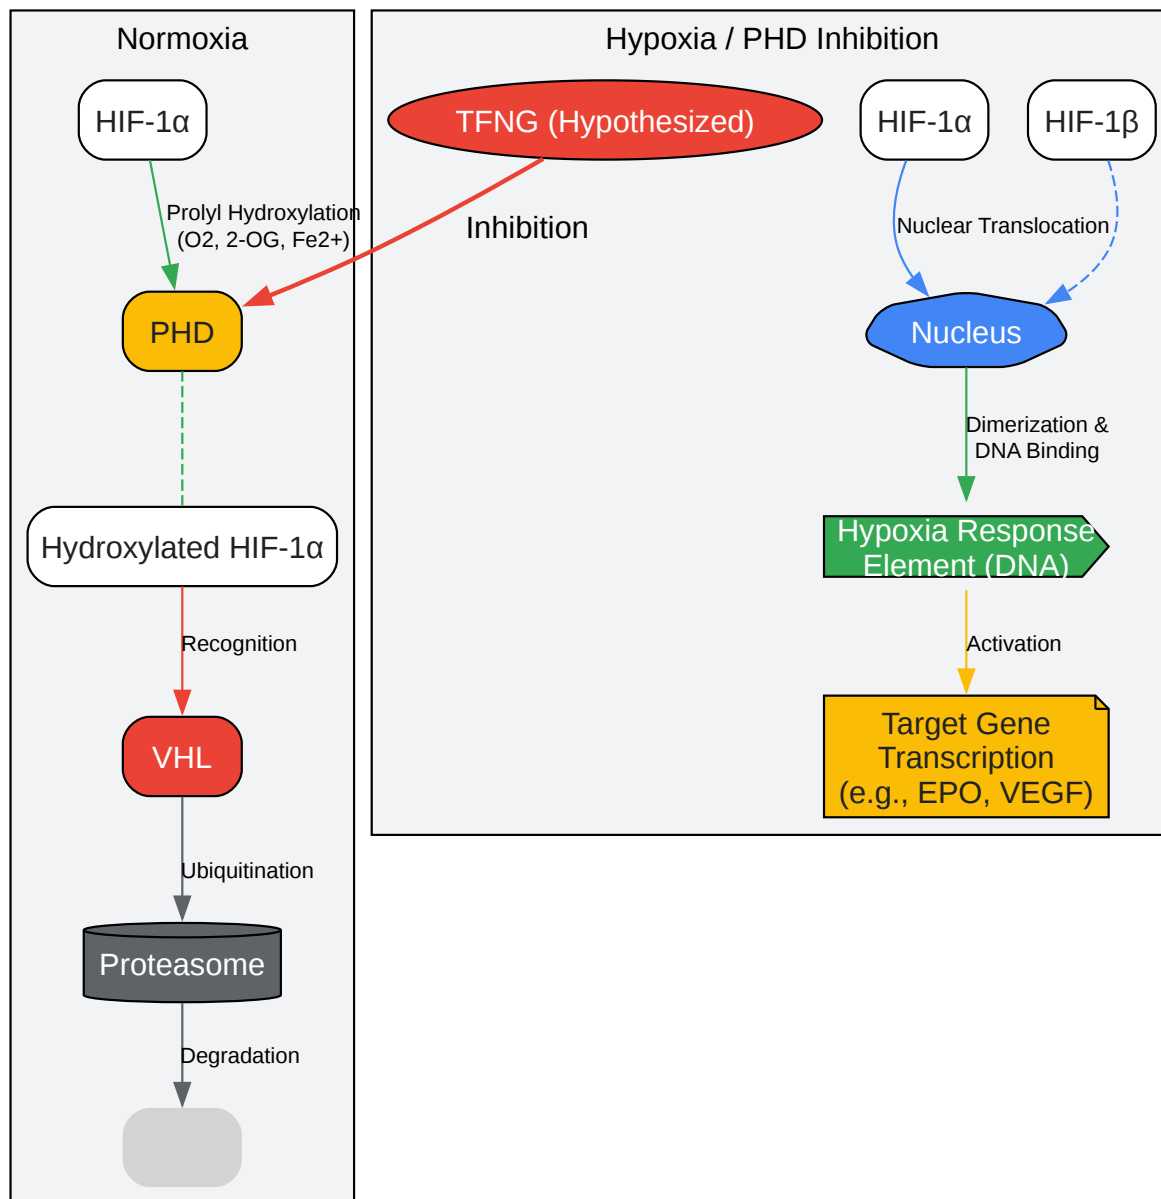 Normoxia
HIF-1α
Prolyl Hydroxylation
(O2, 2-OG, Fe2+)
PHD
Hydroxylated HIF-1α
Recognition
VHL
Ubiquitination
Proteasome
Degradation
Hypoxia / PHD Inhibition
TFNG (Hypothesized)
Inhibition
HIF-1α
HIF-1β
Nuclear Translocation
Nucleus
Dimerization &
DNA Binding
Hypoxia Response
Element (DNA)
Activation
Target Gene
Transcription
(e.g., EPO, VEGF)